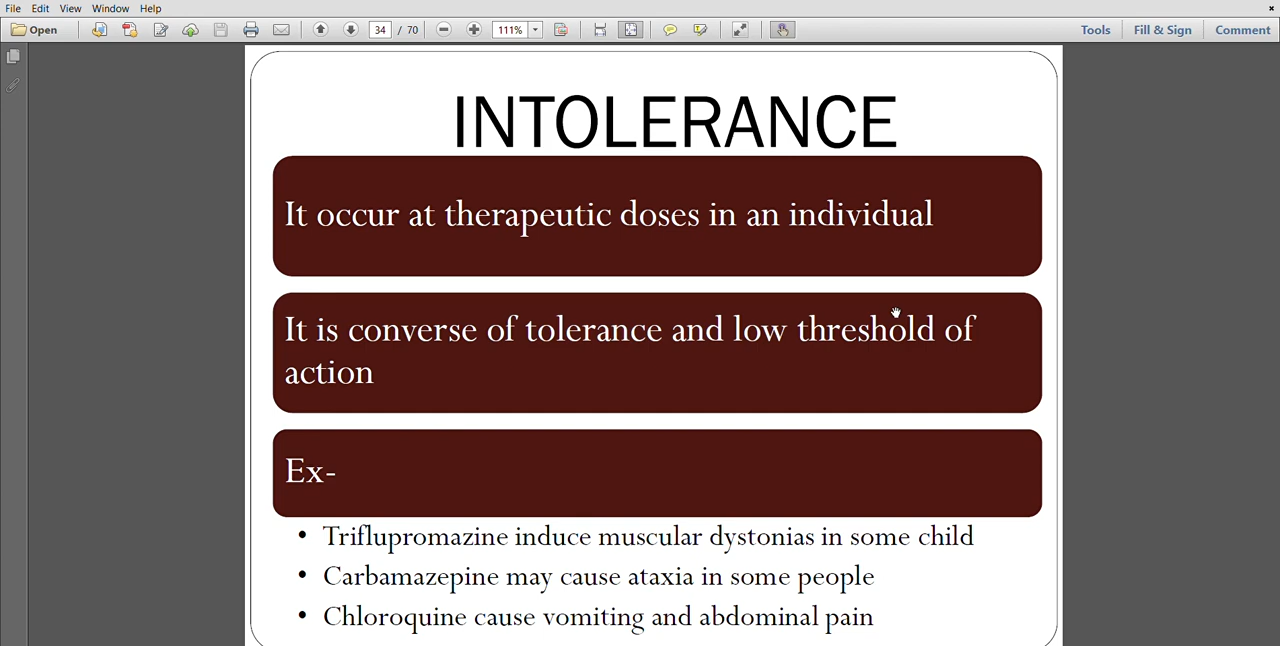 File Edit View Window Help
Open 34 / 70 111% Tools Fill & Sign Comment
INTOLERANCE
It occur at therapeutic doses in an individual
It is converse of tolerance and low threshold of
action
Ex-
• Triflupromazine induce muscular dystonias in some child
• Carbamazepine may cause ataxia in some people
• Chloroquine cause vomiting and abdominal pain